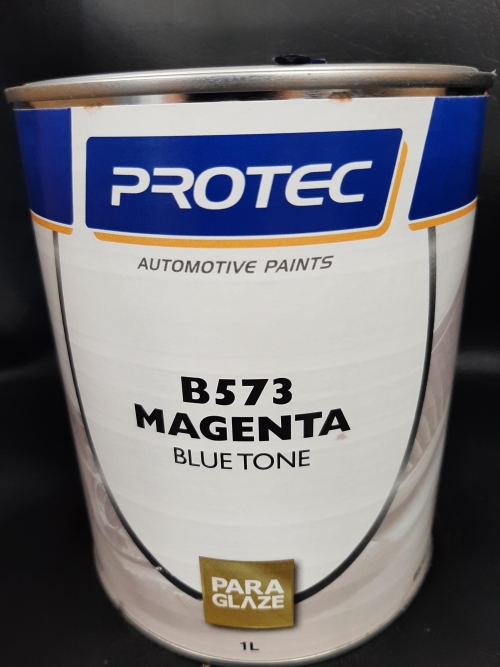 PROTEC
AUTOMOTIVE PAINTS
B573
MAGENTA
BLUE TONE
PARA
GLAZE
1L